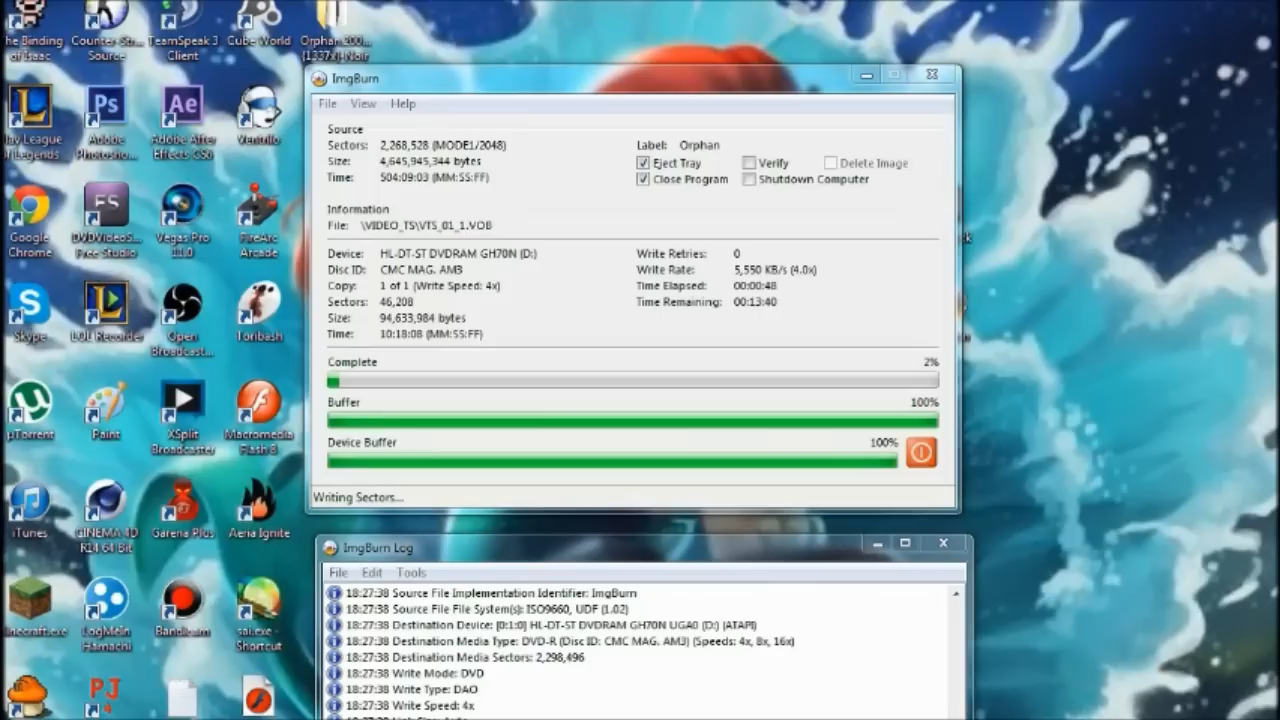 he Binding of Isaac
Counter-Str... Source
TeamSpeak 3 Client
Cube World
Orphan 200... (1337x)-Noir
lay League f Legends
Adobe Photosho...
Adobe After Effects CS6
Ventrilo
Google Chrome
DVDVideoS... Free Studio
Vegas Pro 11.0
FireArc Arcade
Skype
LOL Recorder
Open Broadcast...
Toribash
µTorrent
Paint
XSplit Broadcaster
Macromedia Flash 8
iTunes
CINEMA 4D R14 64 Bit
Garena Plus
Aeria Ignite
inecraft.exe
LogMeIn Hamachi
Bandicam
sai.exe - Shortcut
PJ
ImgBurn
File View Help
Source
Sectors: 2,268,528 (MODE1/2048)
Size: 4,645,945,344 bytes
Time: 504:09:03 (MM:SS:FF)
Label: Orphan
Eject Tray Verify Delete Image
Close Program Shutdown Computer
Information
File: \VIDEO_TS\VTS_01_1.VOB
Device: HL-DT-ST DVDRAM GH70N (D:)
Disc ID: CMC MAG. AM3
Copy: 1 of 1 (Write Speed: 4x)
Sectors: 46,208
Size: 94,633,984 bytes
Time: 10:18:08 (MM:SS:FF)
Write Retries: 0
Write Rate: 5,550 KB/s (4.0x)
Time Elapsed: 00:00:48
Time Remaining: 00:13:40
Complete 2%
Buffer 100%
Device Buffer 100%
Writing Sectors...
ImgBurn Log
File Edit Tools
18:27:38 Source File Implementation Identifier: ImgBurn
18:27:38 Source File File System(s): ISO9660, UDF (1.02)
18:27:38 Destination Device: [0:1:0] HL-DT-ST DVDRAM GH70N UGA0 (D:) (ATAPI)
18:27:38 Destination Media Type: DVD-R (Disc ID: CMC MAG. AM3) (Speeds: 4x, 8x, 16x)
18:27:38 Destination Media Sectors: 2,298,496
18:27:38 Write Mode: DVD
18:27:38 Write Type: DAO
18:27:38 Write Speed: 4x